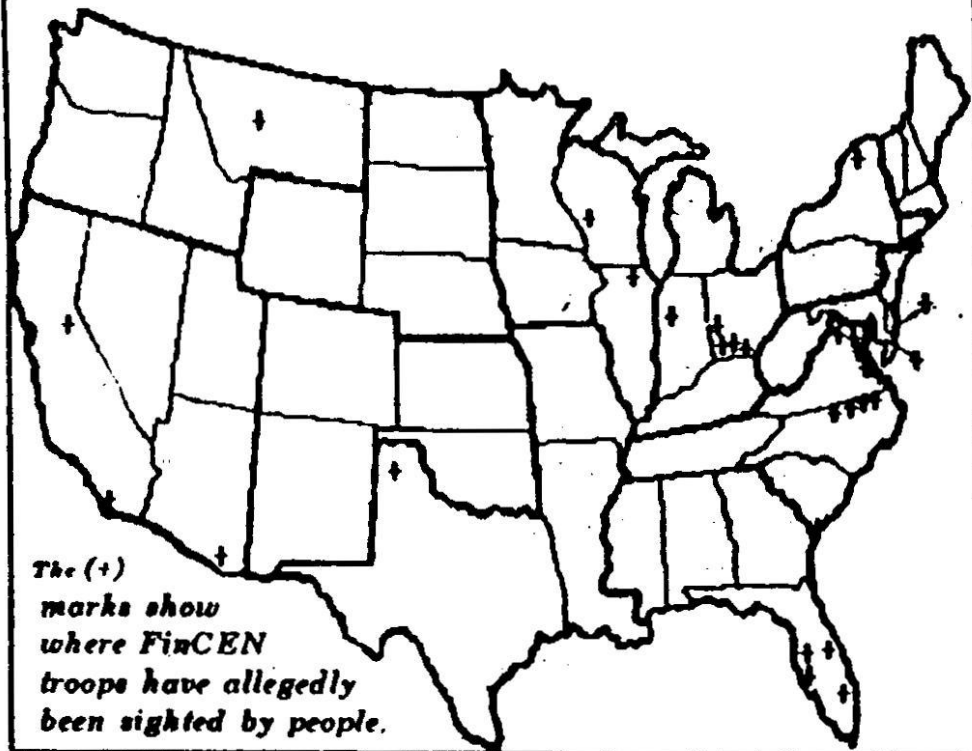 The (+)
marks show
where FinCEN
troops have allegedly
been sighted by people.